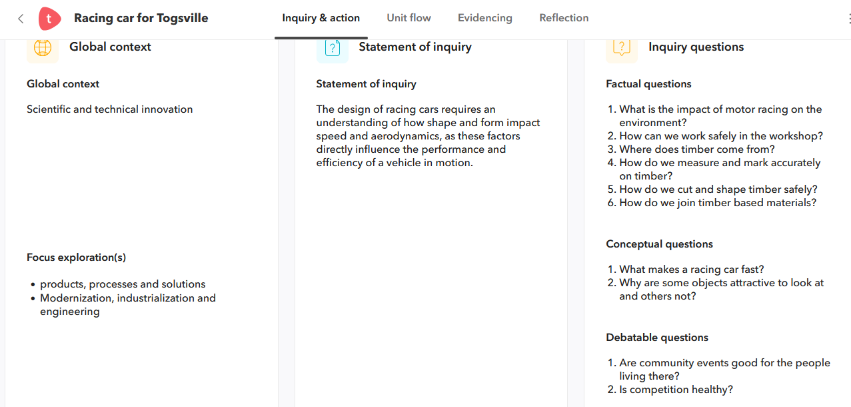 t
Racing car for Togsville
Inquiry & action
Unit flow
Evidencing
Reflection
Global context
Global context
Scientific and technical innovation
Focus exploration(s)
• products, processes and solutions
• Modernization, industrialization and
engineering
Statement of inquiry
Statement of inquiry
The design of racing cars requires an
understanding of how shape and form impact
speed and aerodynamics, as these factors
directly influence the performance and
efficiency of a vehicle in motion.
Inquiry questions
Factual questions
1. What is the impact of motor racing on the
environment?
2. How can we work safely in the workshop?
3. Where does timber come from?
4. How do we measure and mark accurately
on timber?
5. How do we cut and shape timber safely?
6. How do we join timber based materials?
Conceptual questions
1. What makes a racing car fast?
2. Why are some objects attractive to look at
and others not?
Debatable questions
1. Are community events good for the people
living there?
2. Is competition healthy?